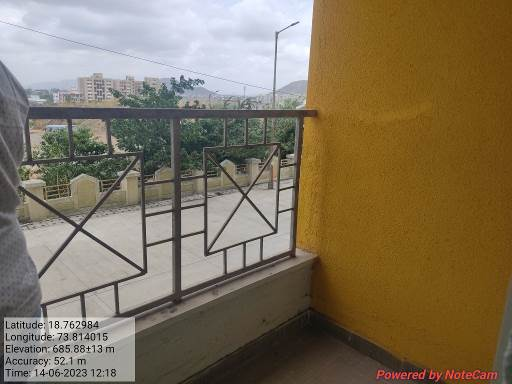 Latitude: 18.762984
Longitude: 73.814015
Elevation: 685.88±13 m
Accuracy: 52.1 m
Time: 14-06-2023 12:18
Powered by NoteCam